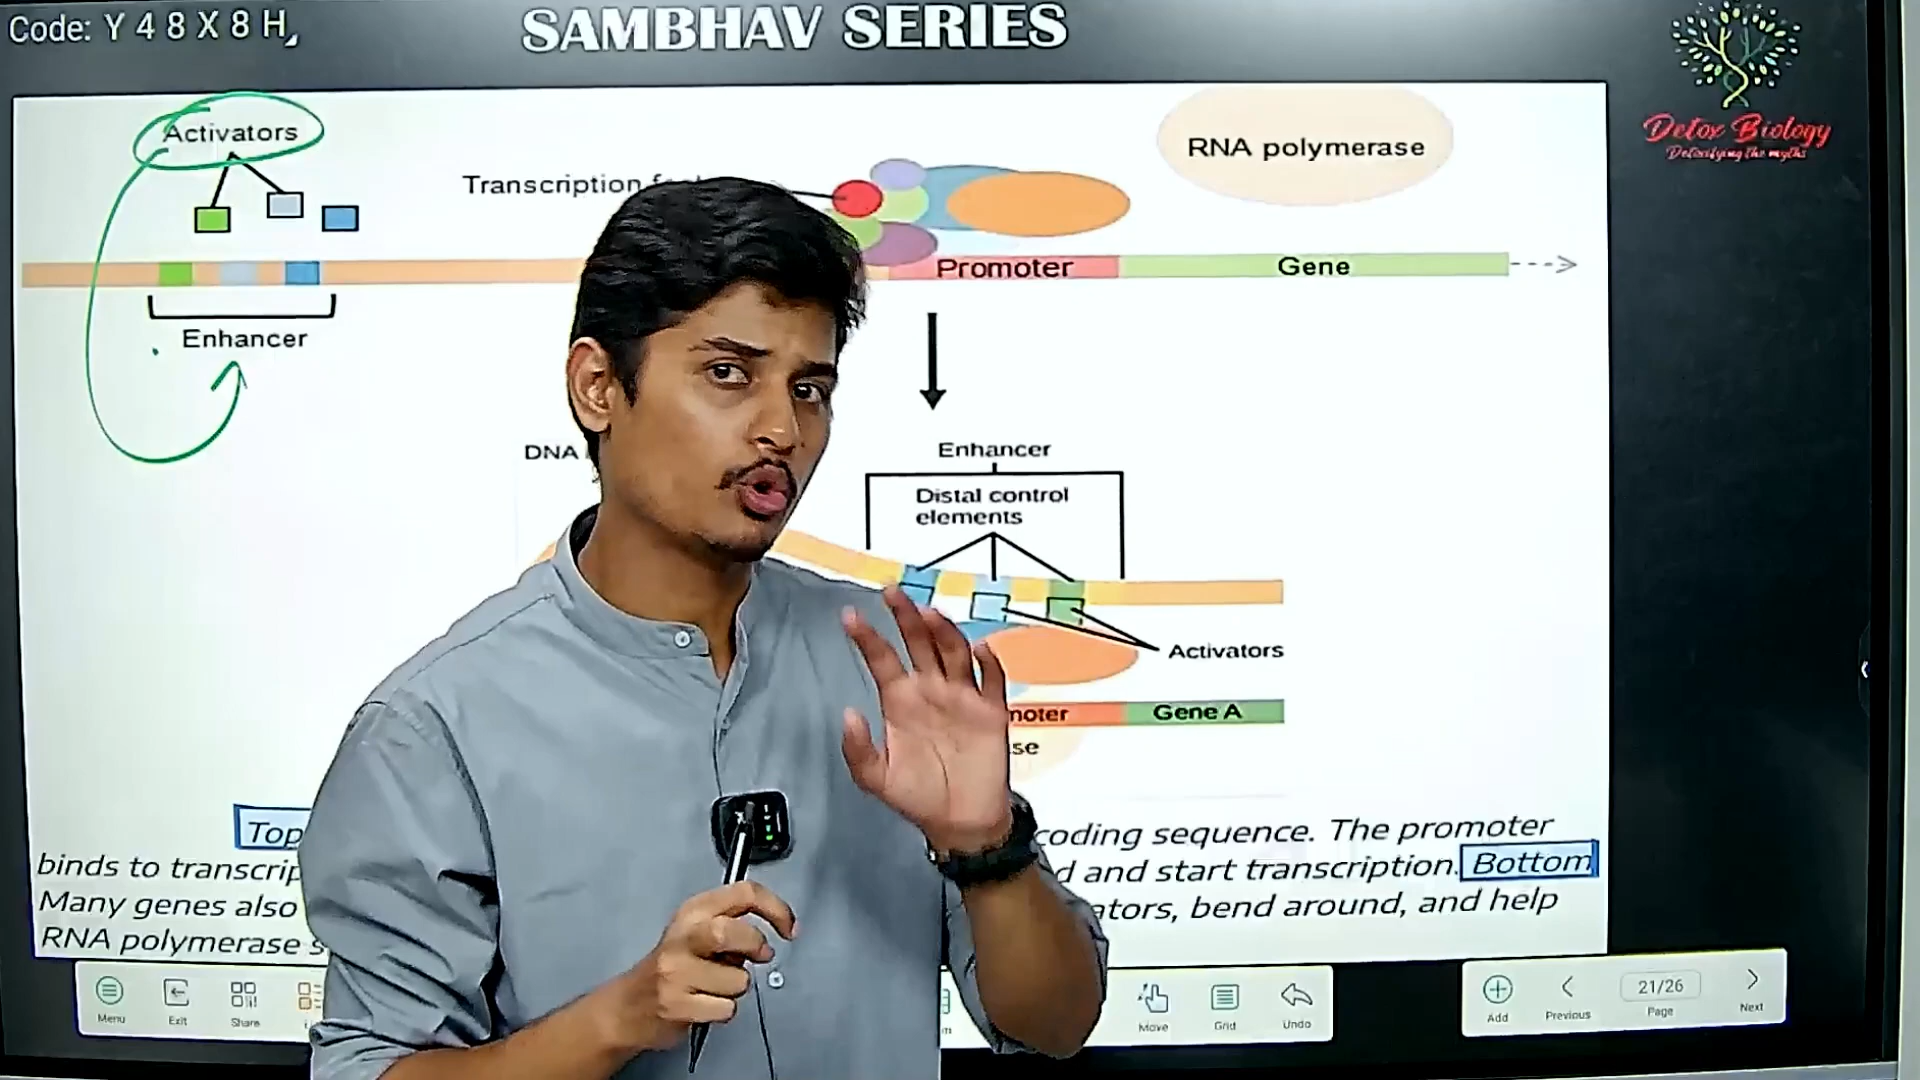 Code: Y 4 8 X 8 H
SAMBHAV SERIES
Detox Biology
Detoxifying the myths
Activators
Transcription
RNA polymerase
Promoter
Gene
Enhancer
DNA
Enhancer
Distal control
elements
Activators
Gene A
Top
coding sequence. The promoter
binds to
and start transcription. Bottom
Many genes also
bend around, and help
RNA polymerase
Menu
Exit
Share
Move
Grid
Undo
Add
Previous
21/26
Page
Next